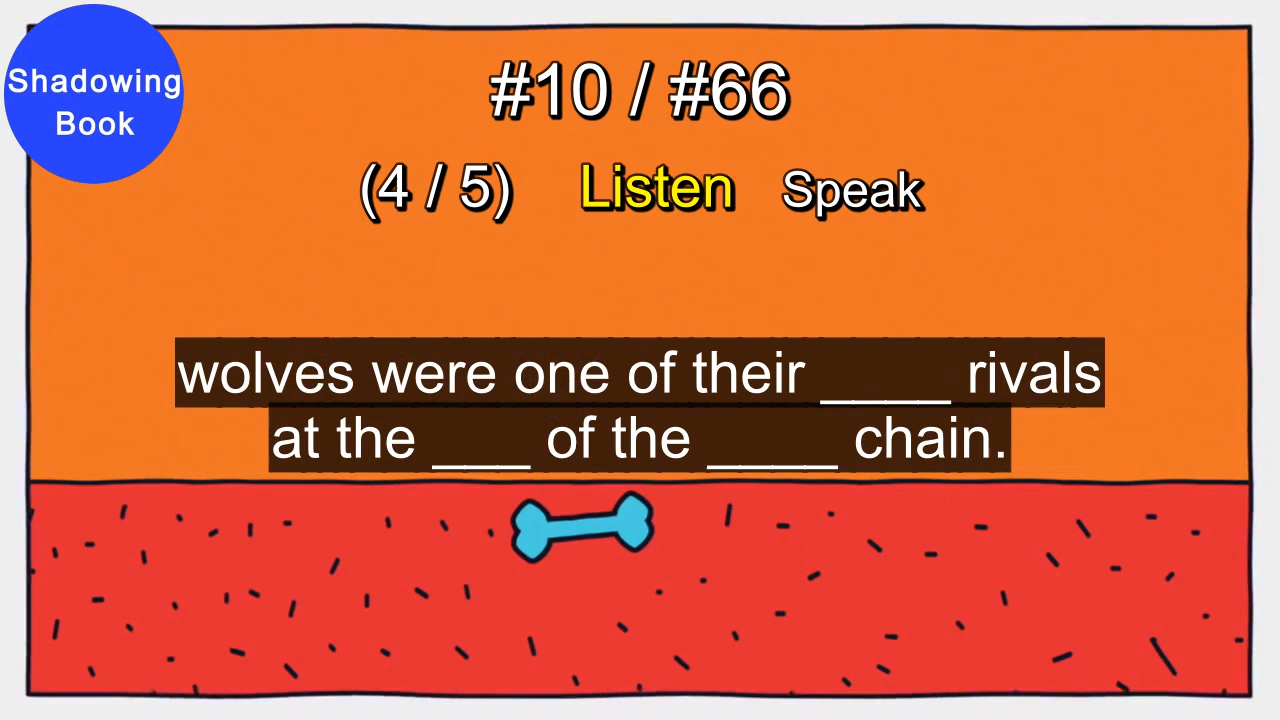 Shadowing
Book
#10 / #66
(4 / 5) Listen Speak
wolves were one of their ____ rivals
at the ___ of the ____ chain.